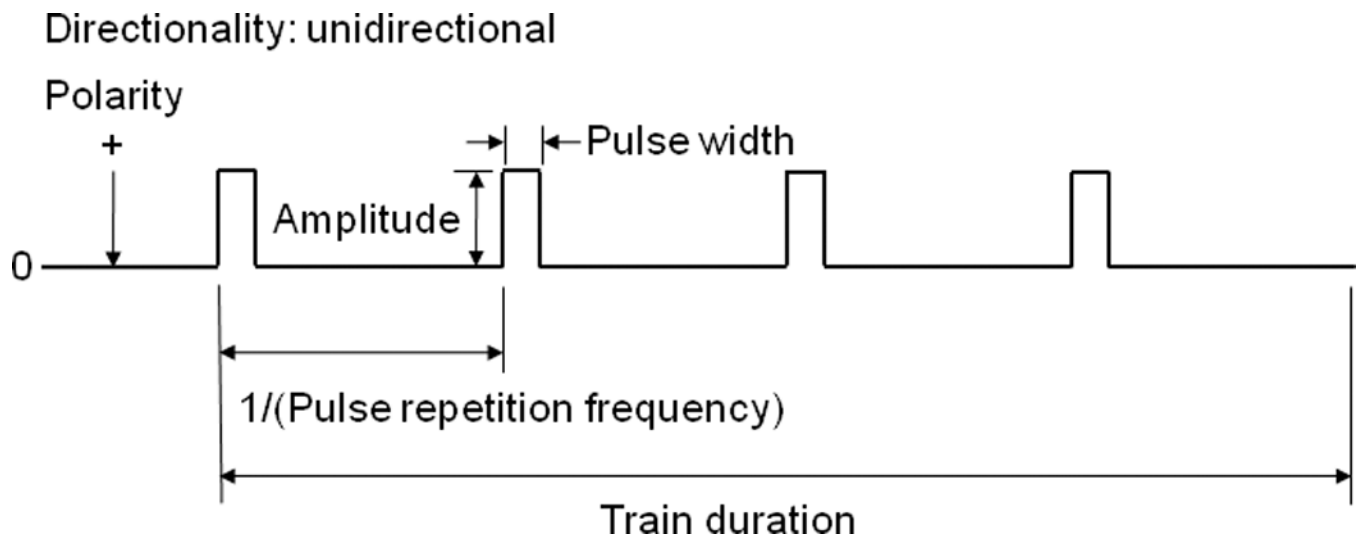 Directionality: unidirectional
Polarity
+
Pulse width
Amplitude
0
1/(Pulse repetition frequency)
Train duration